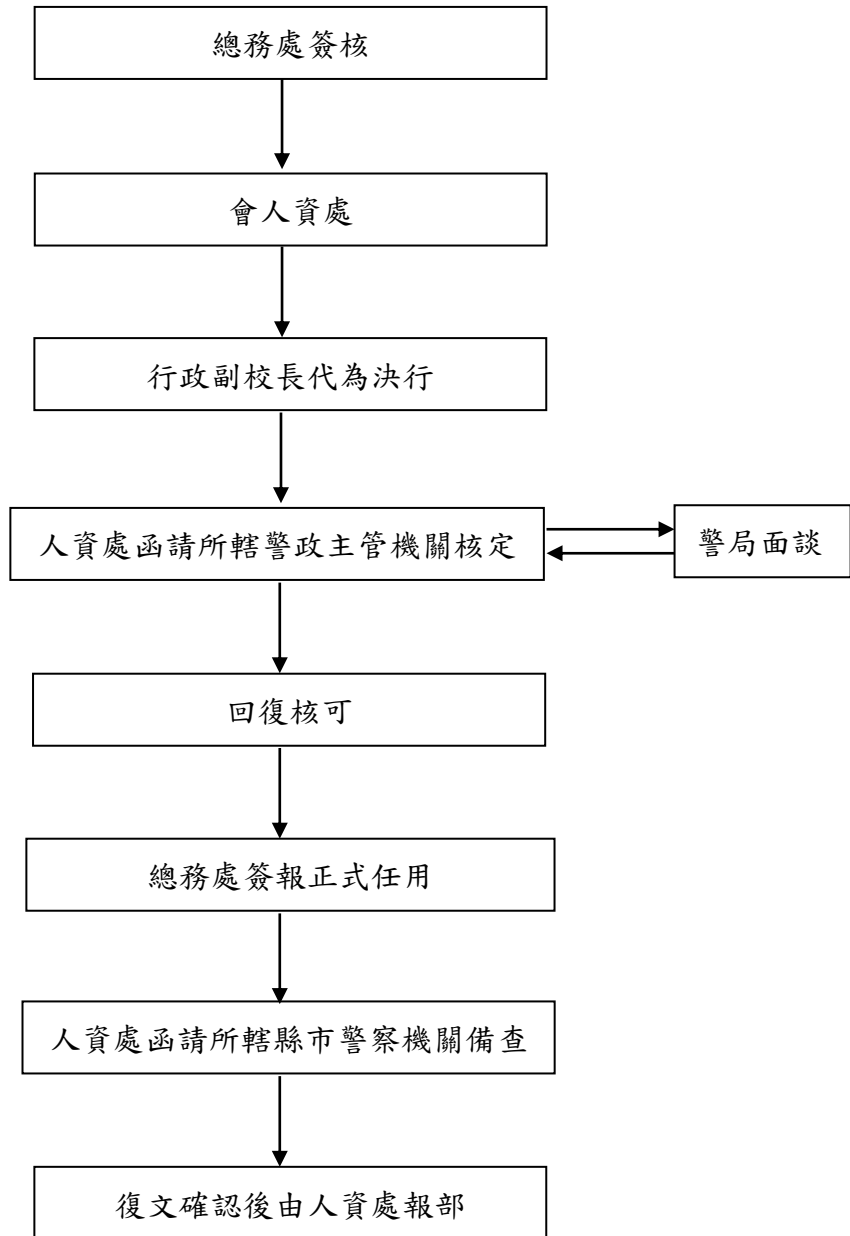 總務處簽核
會人資處
行政副校長代為決行
人資處函請所轄警政主管機關核定
警局面談
回復核可
總務處簽報正式任用
人資處函請所轄縣市警察機關備查
復文確認後由人資處報部